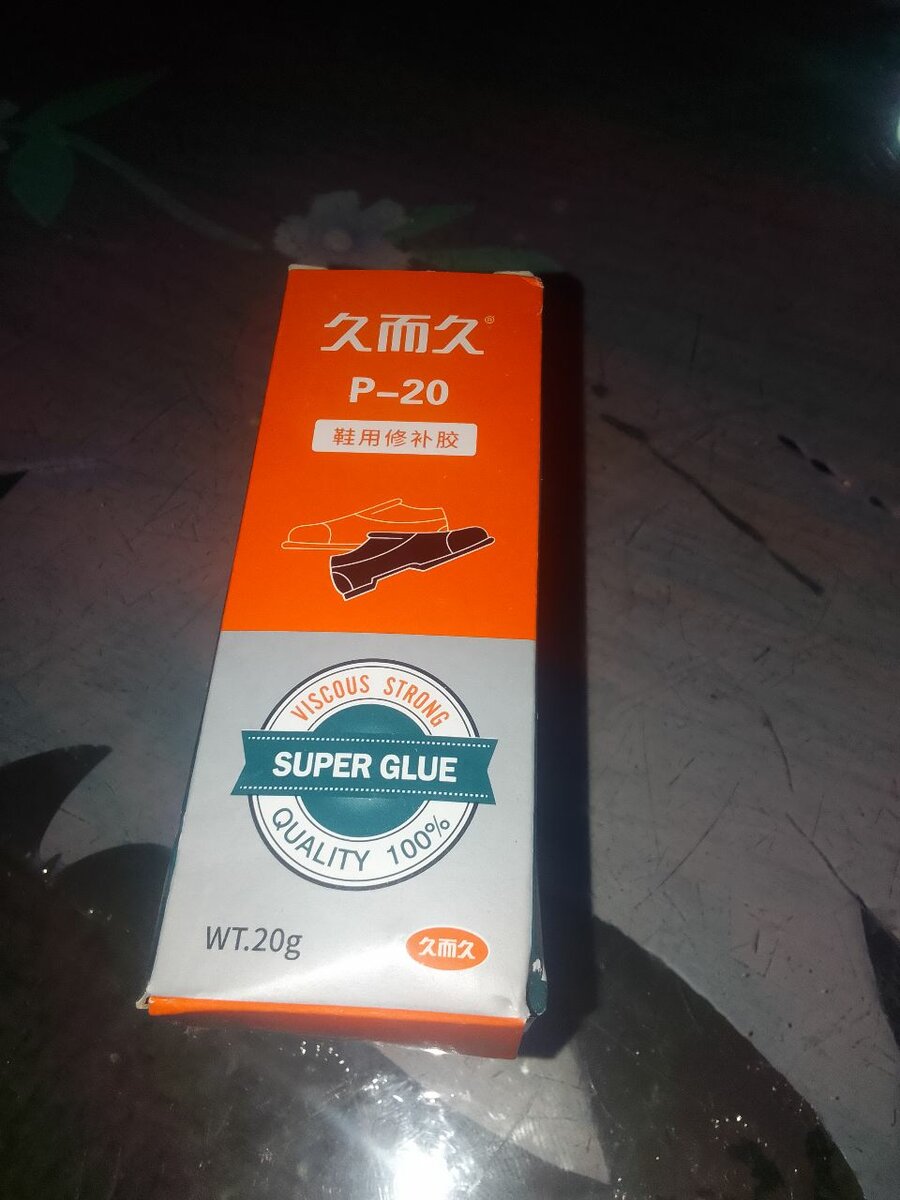 久而久®
P-20
鞋用修补胶
VISCOUS STRONG
SUPER GLUE
QUALITY 100%
WT.20g
久而久